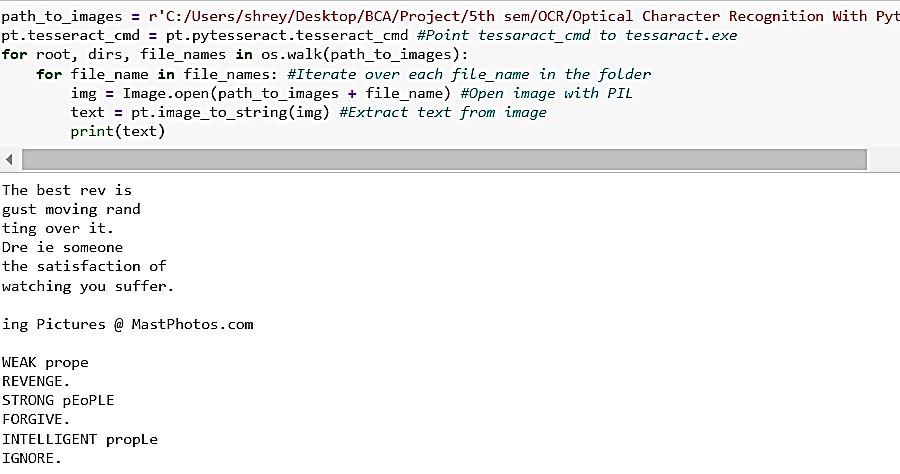 path_to_images = r'C:/Users/shrey/Desktop/BCA/Project/5th sem/OCR/Optical Character Recognition With Pyt
pt.tesseract_cmd = pt.pytesseract.tesseract_cmd #Point tessaract_cmd to tessaract.exe
for root, dirs, file_names in os.walk(path_to_images):
    for file_name in file_names: #Iterate over each file_name in the folder
        img = Image.open(path_to_images + file_name) #Open image with PIL
        text = pt.image_to_string(img) #Extract text from image
        print(text)
The best rev is
gust moving rand
ting over it.
Dre ie someone
the satisfaction of
watching you suffer.
ing Pictures @ MastPhotos.com
WEAK prope
REVENGE.
STRONG pEoPLE
FORGIVE.
INTELLIGENT propLe
IGNORE.